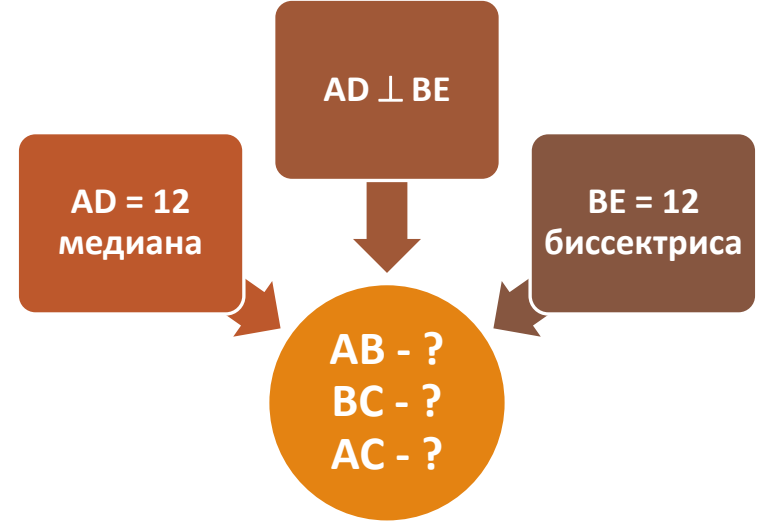 AD ⊥ BE
AD = 12
медиана
BE = 12
биссектриса
AB - ?
BC - ?
AC - ?